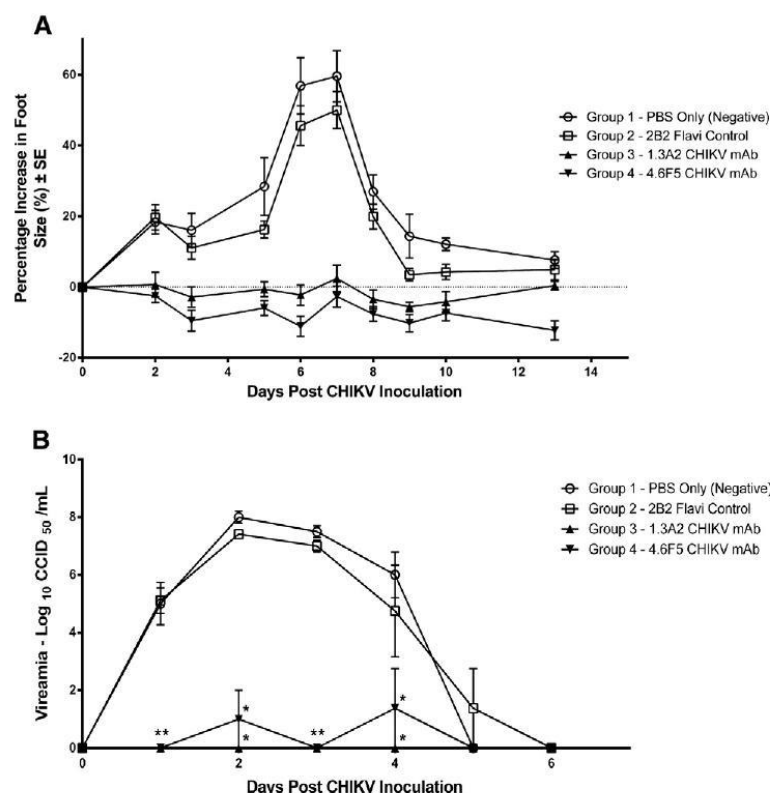 A
Percentage Increase in Foot
Size (%) ± SE
60
40
20
0
-20
0 2 4 6 8 10 12 14
Days Post CHIKV Inoculation
Group 1 - PBS Only (Negative)
Group 2 - 2B2 Flavi Control
Group 3 - 1.3A2 CHIKV mAb
Group 4 - 4.6F5 CHIKV mAb
B
Vireamia - Log 10 CCID 50 /mL
10
8
6
4
2
0
** * * ** * *
0 2 4 6
Days Post CHIKV Inoculation
Group 1 - PBS Only (Negative)
Group 2 - 2B2 Flavi Control
Group 3 - 1.3A2 CHIKV mAb
Group 4 - 4.6F5 CHIKV mAb